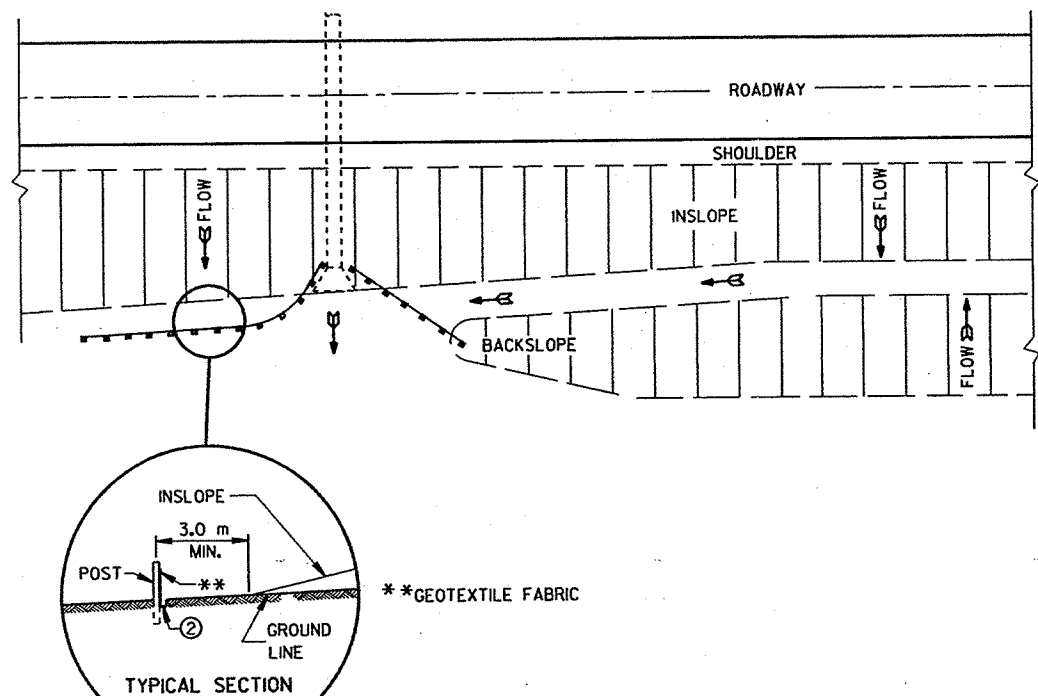 ROADWAY
SHOULDER
FLOW
INSLOPE
FLOW
BACKSLOPE
FLOW
INSLOPE
3.0 m
MIN.
POST
**
**GEOTEXTILE FABRIC
2
GROUND
LINE
TYPICAL SECTION